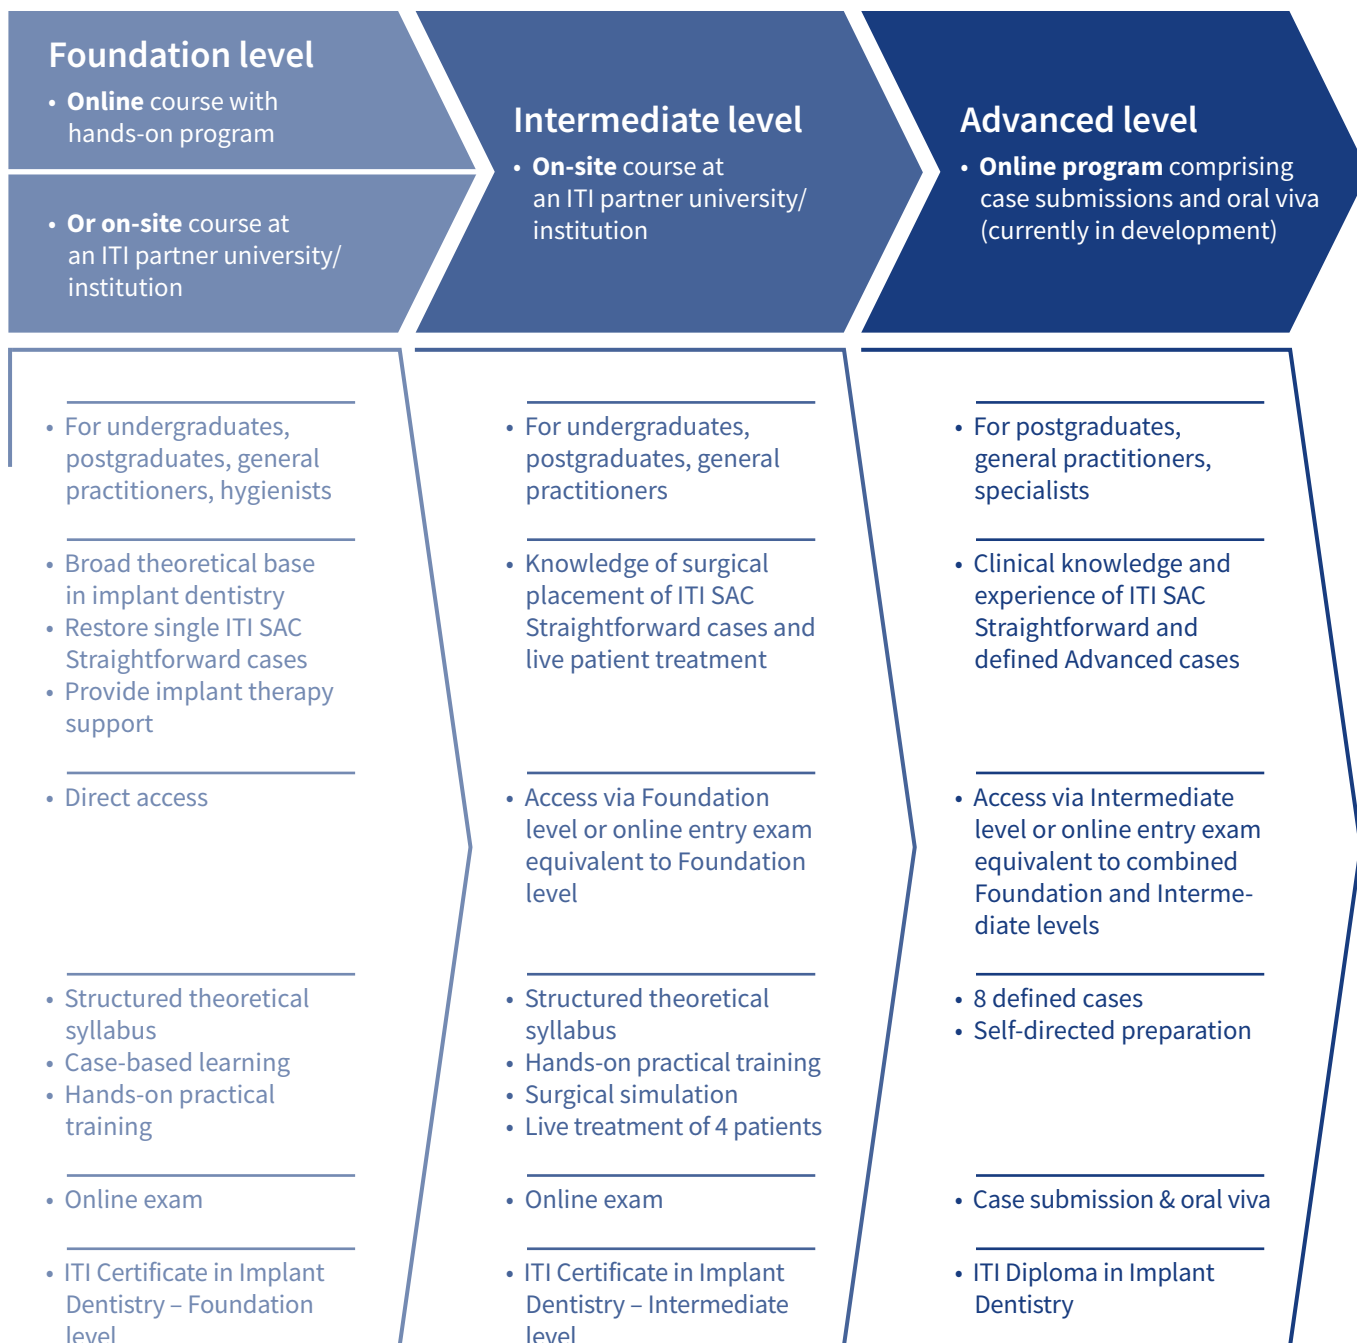 Foundation level
• Online course with
hands-on program
• Or on-site course at
an ITI partner university/
institution
Intermediate level
• On-site course at
an ITI partner university/
institution
Advanced level
• Online program comprising
case submissions and oral viva
(currently in development)
• For undergraduates,
postgraduates, general
practitioners, hygienists
• Broad theoretical base
in implant dentistry
• Restore single ITI SAC
Straightforward cases
• Provide implant therapy
support
• Direct access
• Structured theoretical
syllabus
• Case-based learning
• Hands-on practical
training
• Online exam
• ITI Certificate in Implant
Dentistry – Foundation
level
• For undergraduates,
postgraduates, general
practitioners
• Knowledge of surgical
placement of ITI SAC
Straightforward cases and
live patient treatment
• Access via Foundation
level or online entry exam
equivalent to Foundation
level
• Structured theoretical
syllabus
• Hands-on practical training
• Surgical simulation
• Live treatment of 4 patients
• Online exam
• ITI Certificate in Implant
Dentistry – Intermediate
level
• For postgraduates,
general practitioners,
specialists
• Clinical knowledge and
experience of ITI SAC
Straightforward and
defined Advanced cases
• Access via Intermediate
level or online entry exam
equivalent to combined
Foundation and Interme-
diate levels
• 8 defined cases
• Self-directed preparation
• Case submission & oral viva
• ITI Diploma in Implant
Dentistry